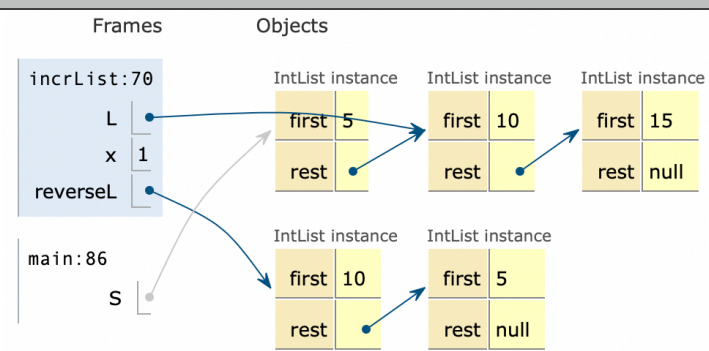 Frames Objects
incrList:70
L
x 1
reverseL
main:86
S
IntList instance IntList instance IntList instance
first 5 first 10 first 15
rest rest rest null
IntList instance IntList instance
first 10 first 5
rest rest null